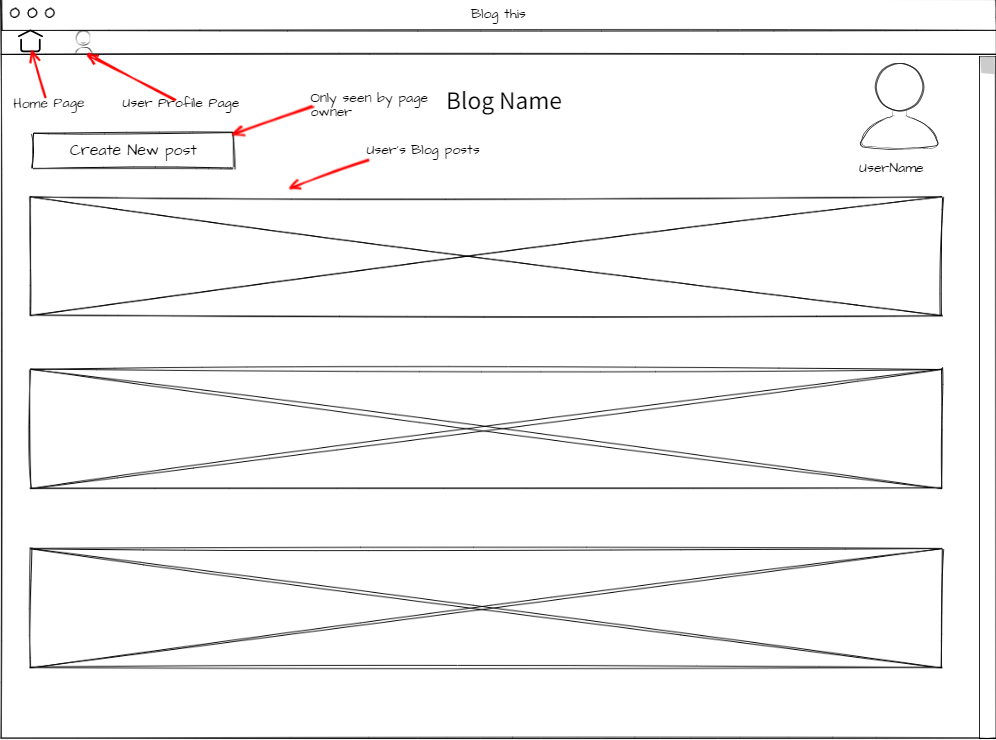 Blog this
Home Page
User Profile Page
Only seen by page
owner
Blog Name
Create New post
User's Blog posts
UserName